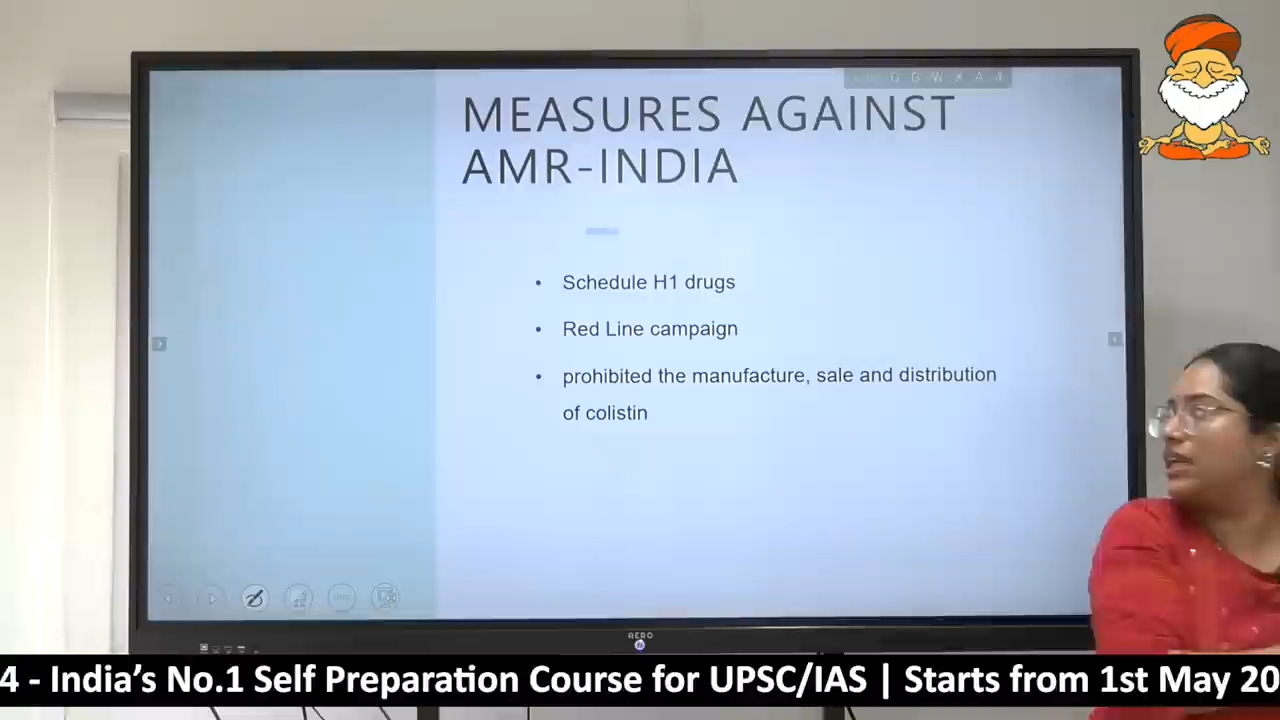 MEASURES AGAINST
AMR-INDIA
• Schedule H1 drugs
• Red Line campaign
• prohibited the manufacture, sale and distribution
of colistin
AERO
4 - India’s No.1 Self Preparation Course for UPSC/IAS | Starts from 1st May 20